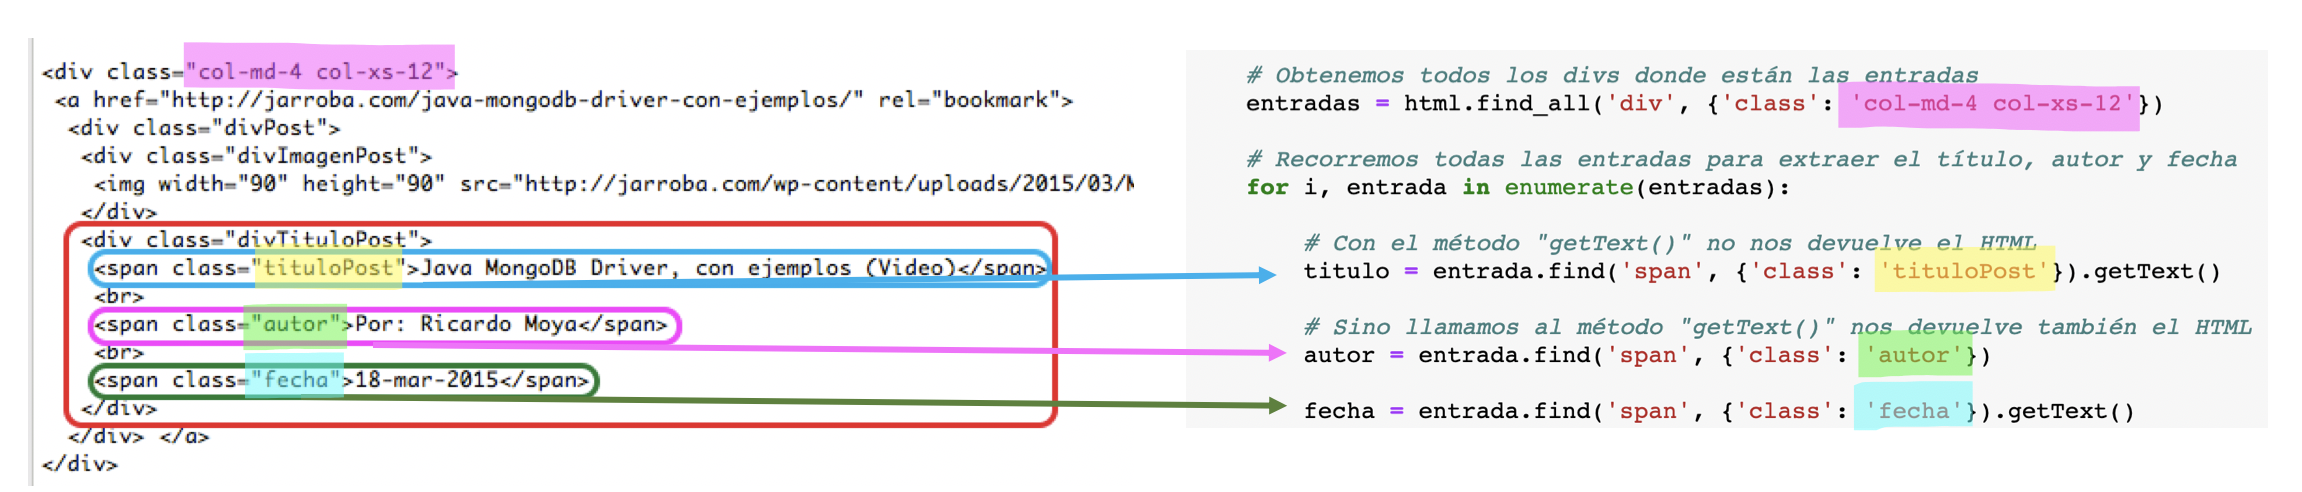 <div class="col-md-4 col-xs-12">
<a href="http://jarroba.com/java-mongodb-driver-con-ejemplos/" rel="bookmark">
<div class="divPost">
<div class="divImagenPost">
<img width="90" height="90" src="http://jarroba.com/wp-content/uploads/2015/03/
</div>
<div class="divTituloPost">
<span class="tituloPost">Java MongoDB Driver, con ejemplos (Video)</span>
<br>
<span class="autor">Por: Ricardo Moya</span>
<br>
<span class="fecha">18-mar-2015</span>
</div>
</div> </a>
</div>
# Obtenemos todos los divs donde están las entradas
entradas = html.find_all('div', {'class': 'col-md-4 col-xs-12'})
# Recorremos todas las entradas para extraer el título, autor y fecha
for i, entrada in enumerate(entradas):
# Con el método "getText()" no nos devuelve el HTML
titulo = entrada.find('span', {'class': 'tituloPost'}).getText()
# Sino llamamos al método "getText()" nos devuelve también el HTML
autor = entrada.find('span', {'class': 'autor'})
fecha = entrada.find('span', {'class': 'fecha'}).getText()